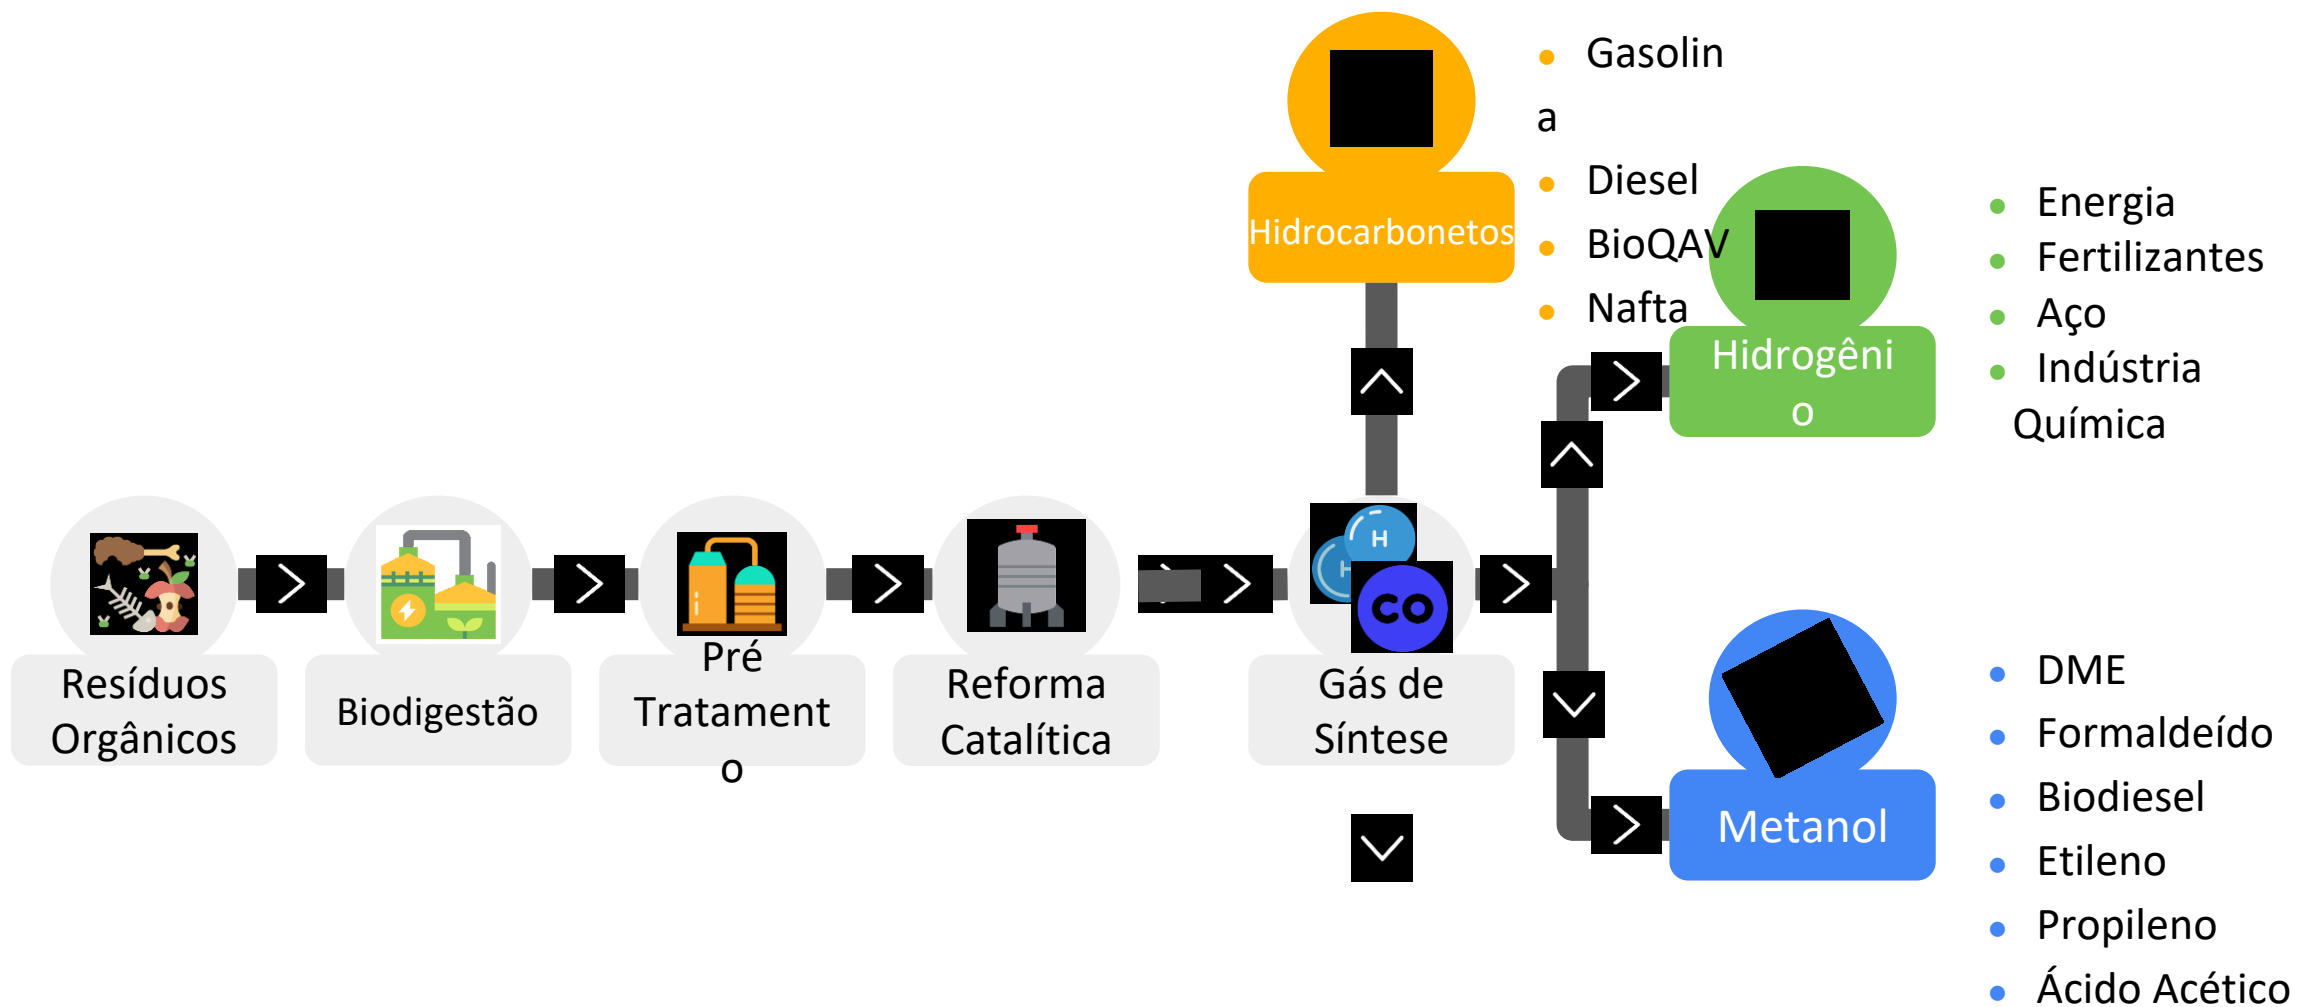 Gasolin
a
Diesel
BioQAV
Nafta
Hidrocarbonetos
Hidrogêni
o
Energia
Fertilizantes
Aço
Indústria
Química
H
H
CO
Resíduos
Orgânicos
Biodigestão
Pré
Tratament
o
Reforma
Catalítica
Gás de
Síntese
Metanol
DME
Formaldeído
Biodiesel
Etileno
Propileno
Ácido Acético